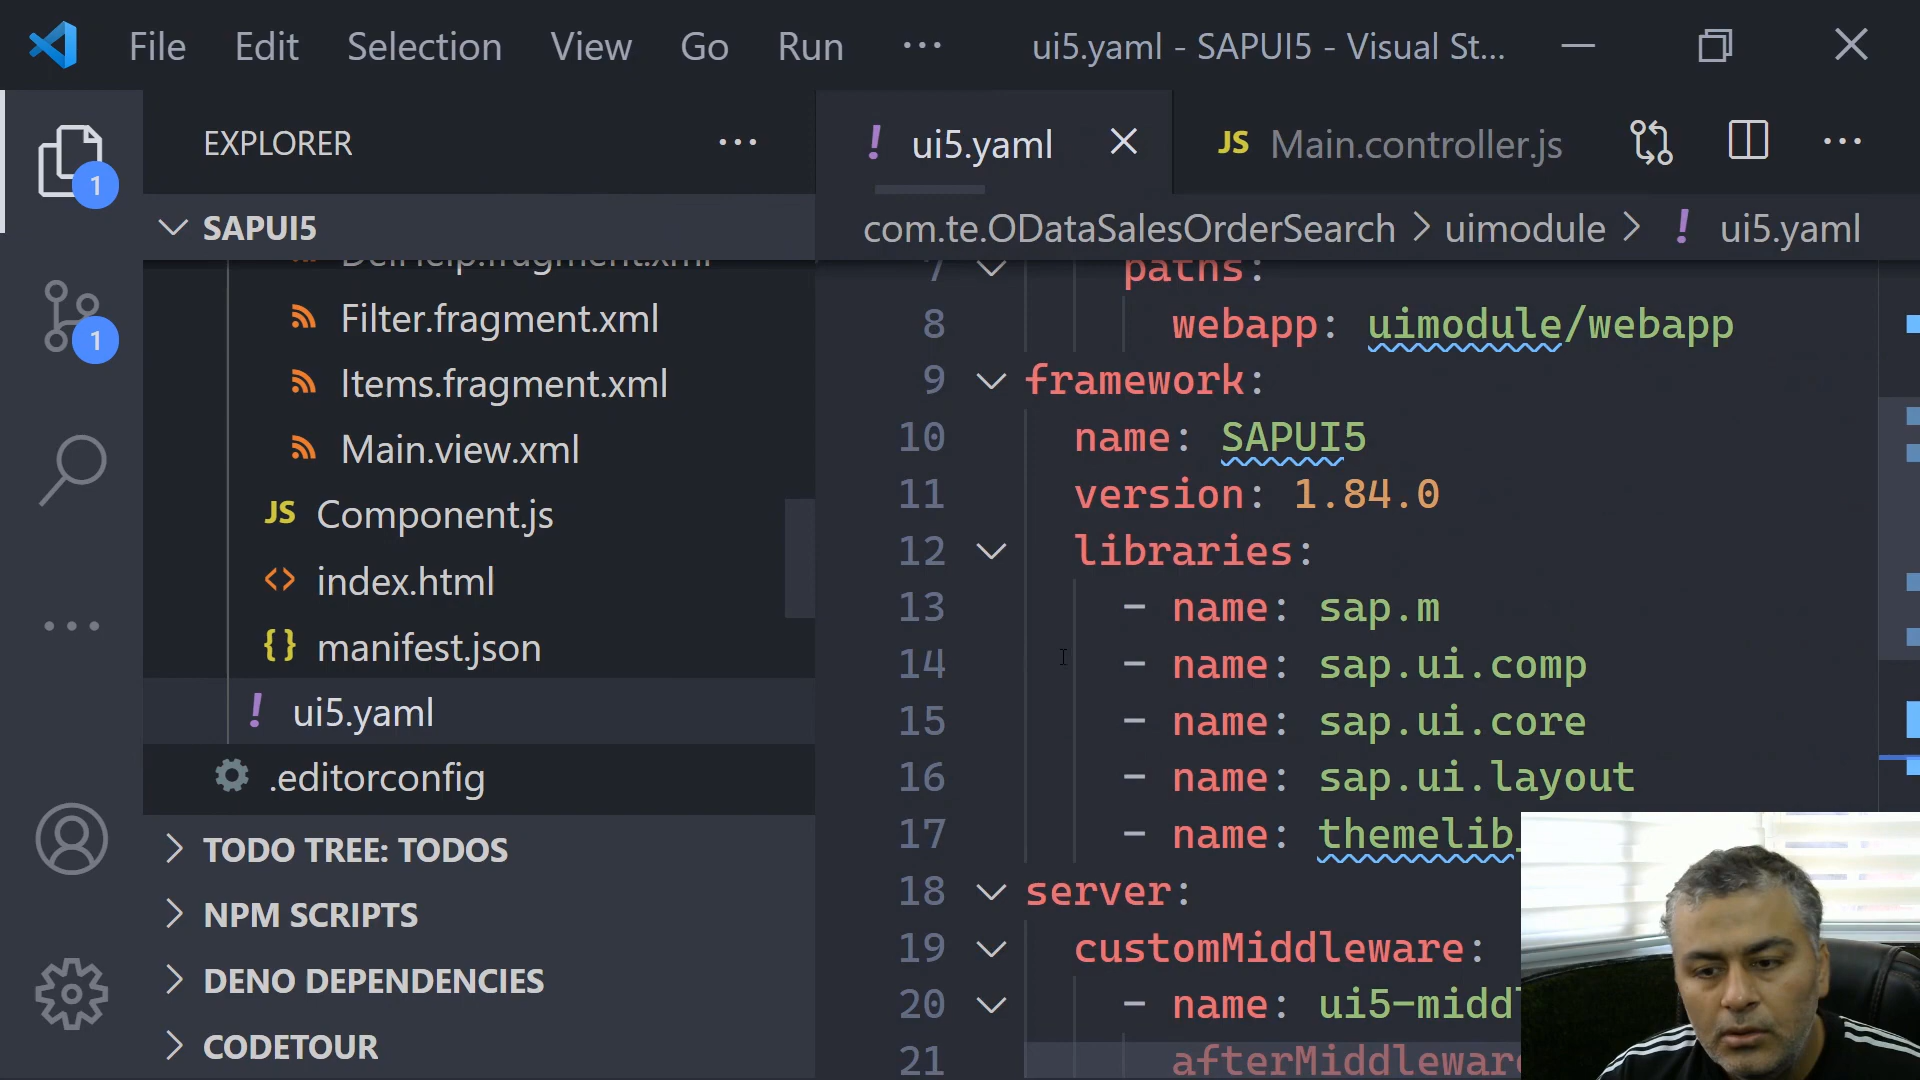 File Edit Selection View Go Run ··· ui5.yaml - SAPUI5 - Visual St...
EXPLORER ···
! ui5.yaml
JS Main.controller.js
1
SAPUI5
com.te.ODataSalesOrderSearch > uimodule > ! ui5.yaml
Filter.fragment.xml
Items.fragment.xml
Main.view.xml
JS Component.js
<> index.html
{} manifest.json
! ui5.yaml
.editorconfig
1
TODO TREE: TODOS
NPM SCRIPTS
DENO DEPENDENCIES
CODETOUR
7 paths:
8 webapp: uimodule/webapp
9 framework:
10 name: SAPUI5
11 version: 1.84.0
12 libraries:
13 - name: sap.m
14 - name: sap.ui.comp
15 - name: sap.ui.core
16 - name: sap.ui.layout
17 - name: themelib
18 server:
19 customMiddleware:
20 - name: ui5-middl
21 afterMiddleware